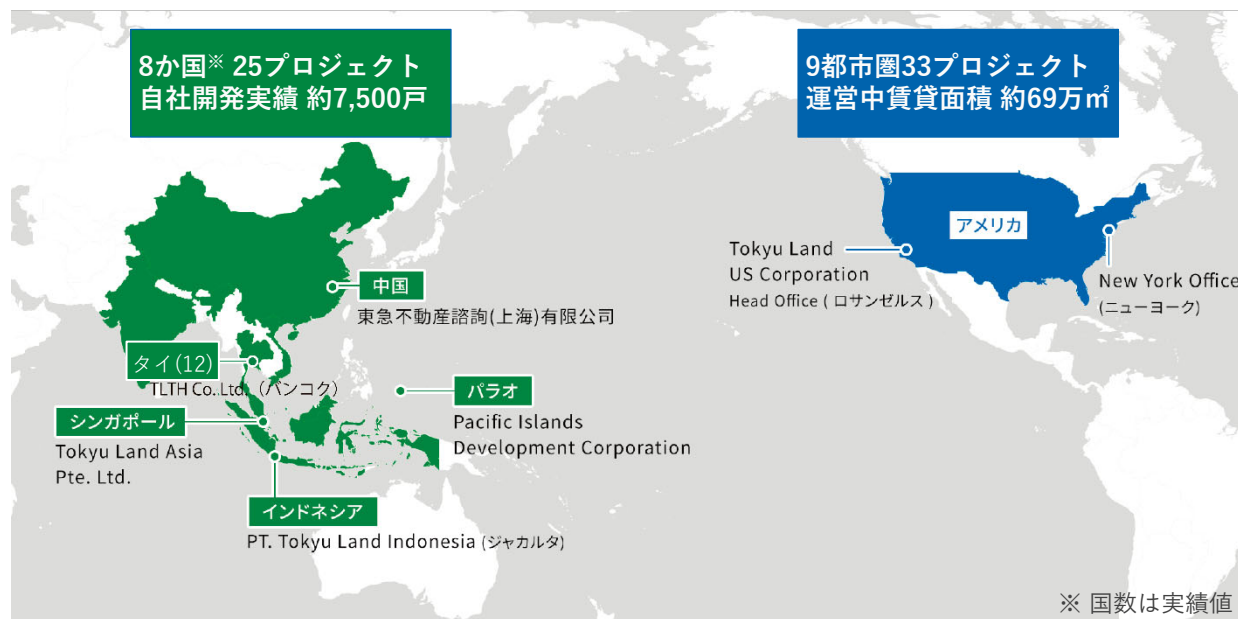 8か国※ 25プロジェクト
自社開発実績 約7,500戸
9都市圏33プロジェクト
運営中賃貸面積 約69万㎡
アメリカ
Tokyu Land
US Corporation
Head Office ( ロサンゼルス )
New York Office
(ニューヨーク)
中国
東急不動産諮詢(上海)有限公司
タイ(12)
TLTH Co..Ltd.（バンコク）
パラオ
Pacific Islands
Development Corporation
シンガポール
Tokyu Land Asia
Pte. Ltd.
インドネシア
PT. Tokyu Land Indonesia (ジャカルタ)
※ 国数は実績値